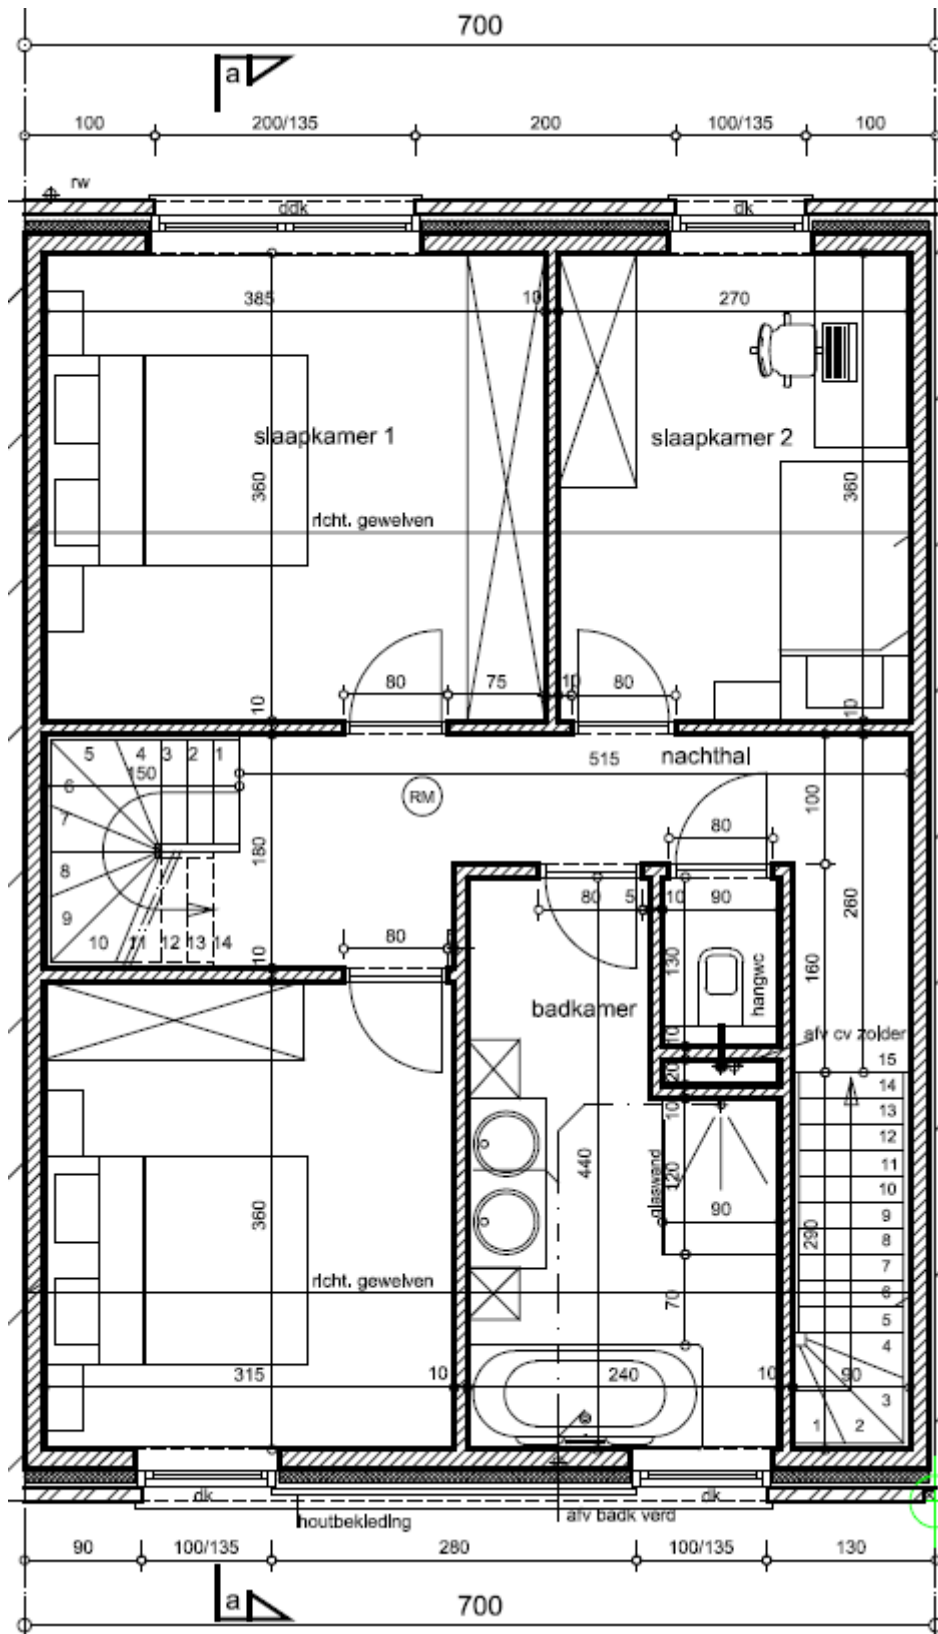 700
a
100 200/135 200 100/135 100
rw
ddk dk
385 10 270
slaapkamer 1 slaapkamer 2
360 360
richt. gewelven
80 75 10 80
10 10
5 4 3 2 1
150
515 nachthal
6
7
RM
100
80
180
8
9
80 5 10 90
260
10 11 12 13 14
80
10
130
hangwc
160
badkamer
afv cv zolder
10
20
10
15
14
13
12
11
10
9
8
7
6
5
4
3
2
1
440
glaswand
120
90
290
360
richt. gewelven
70
315 10 240 10 90
dk dk
houtbekleding afv badk verd
90 100/135 280 100/135 130
a
700